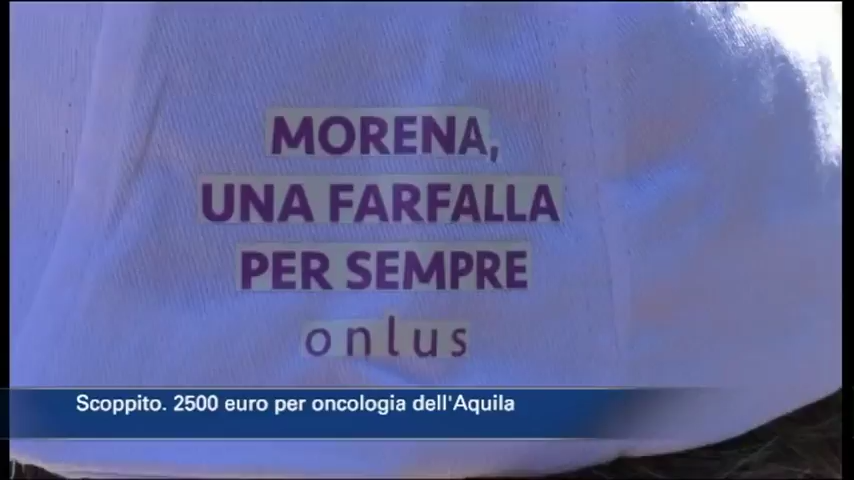 MORENA,
UNA FARFALLA
PER SEMPRE
onlus
Scoppito. 2500 euro per oncologia dell'Aquila